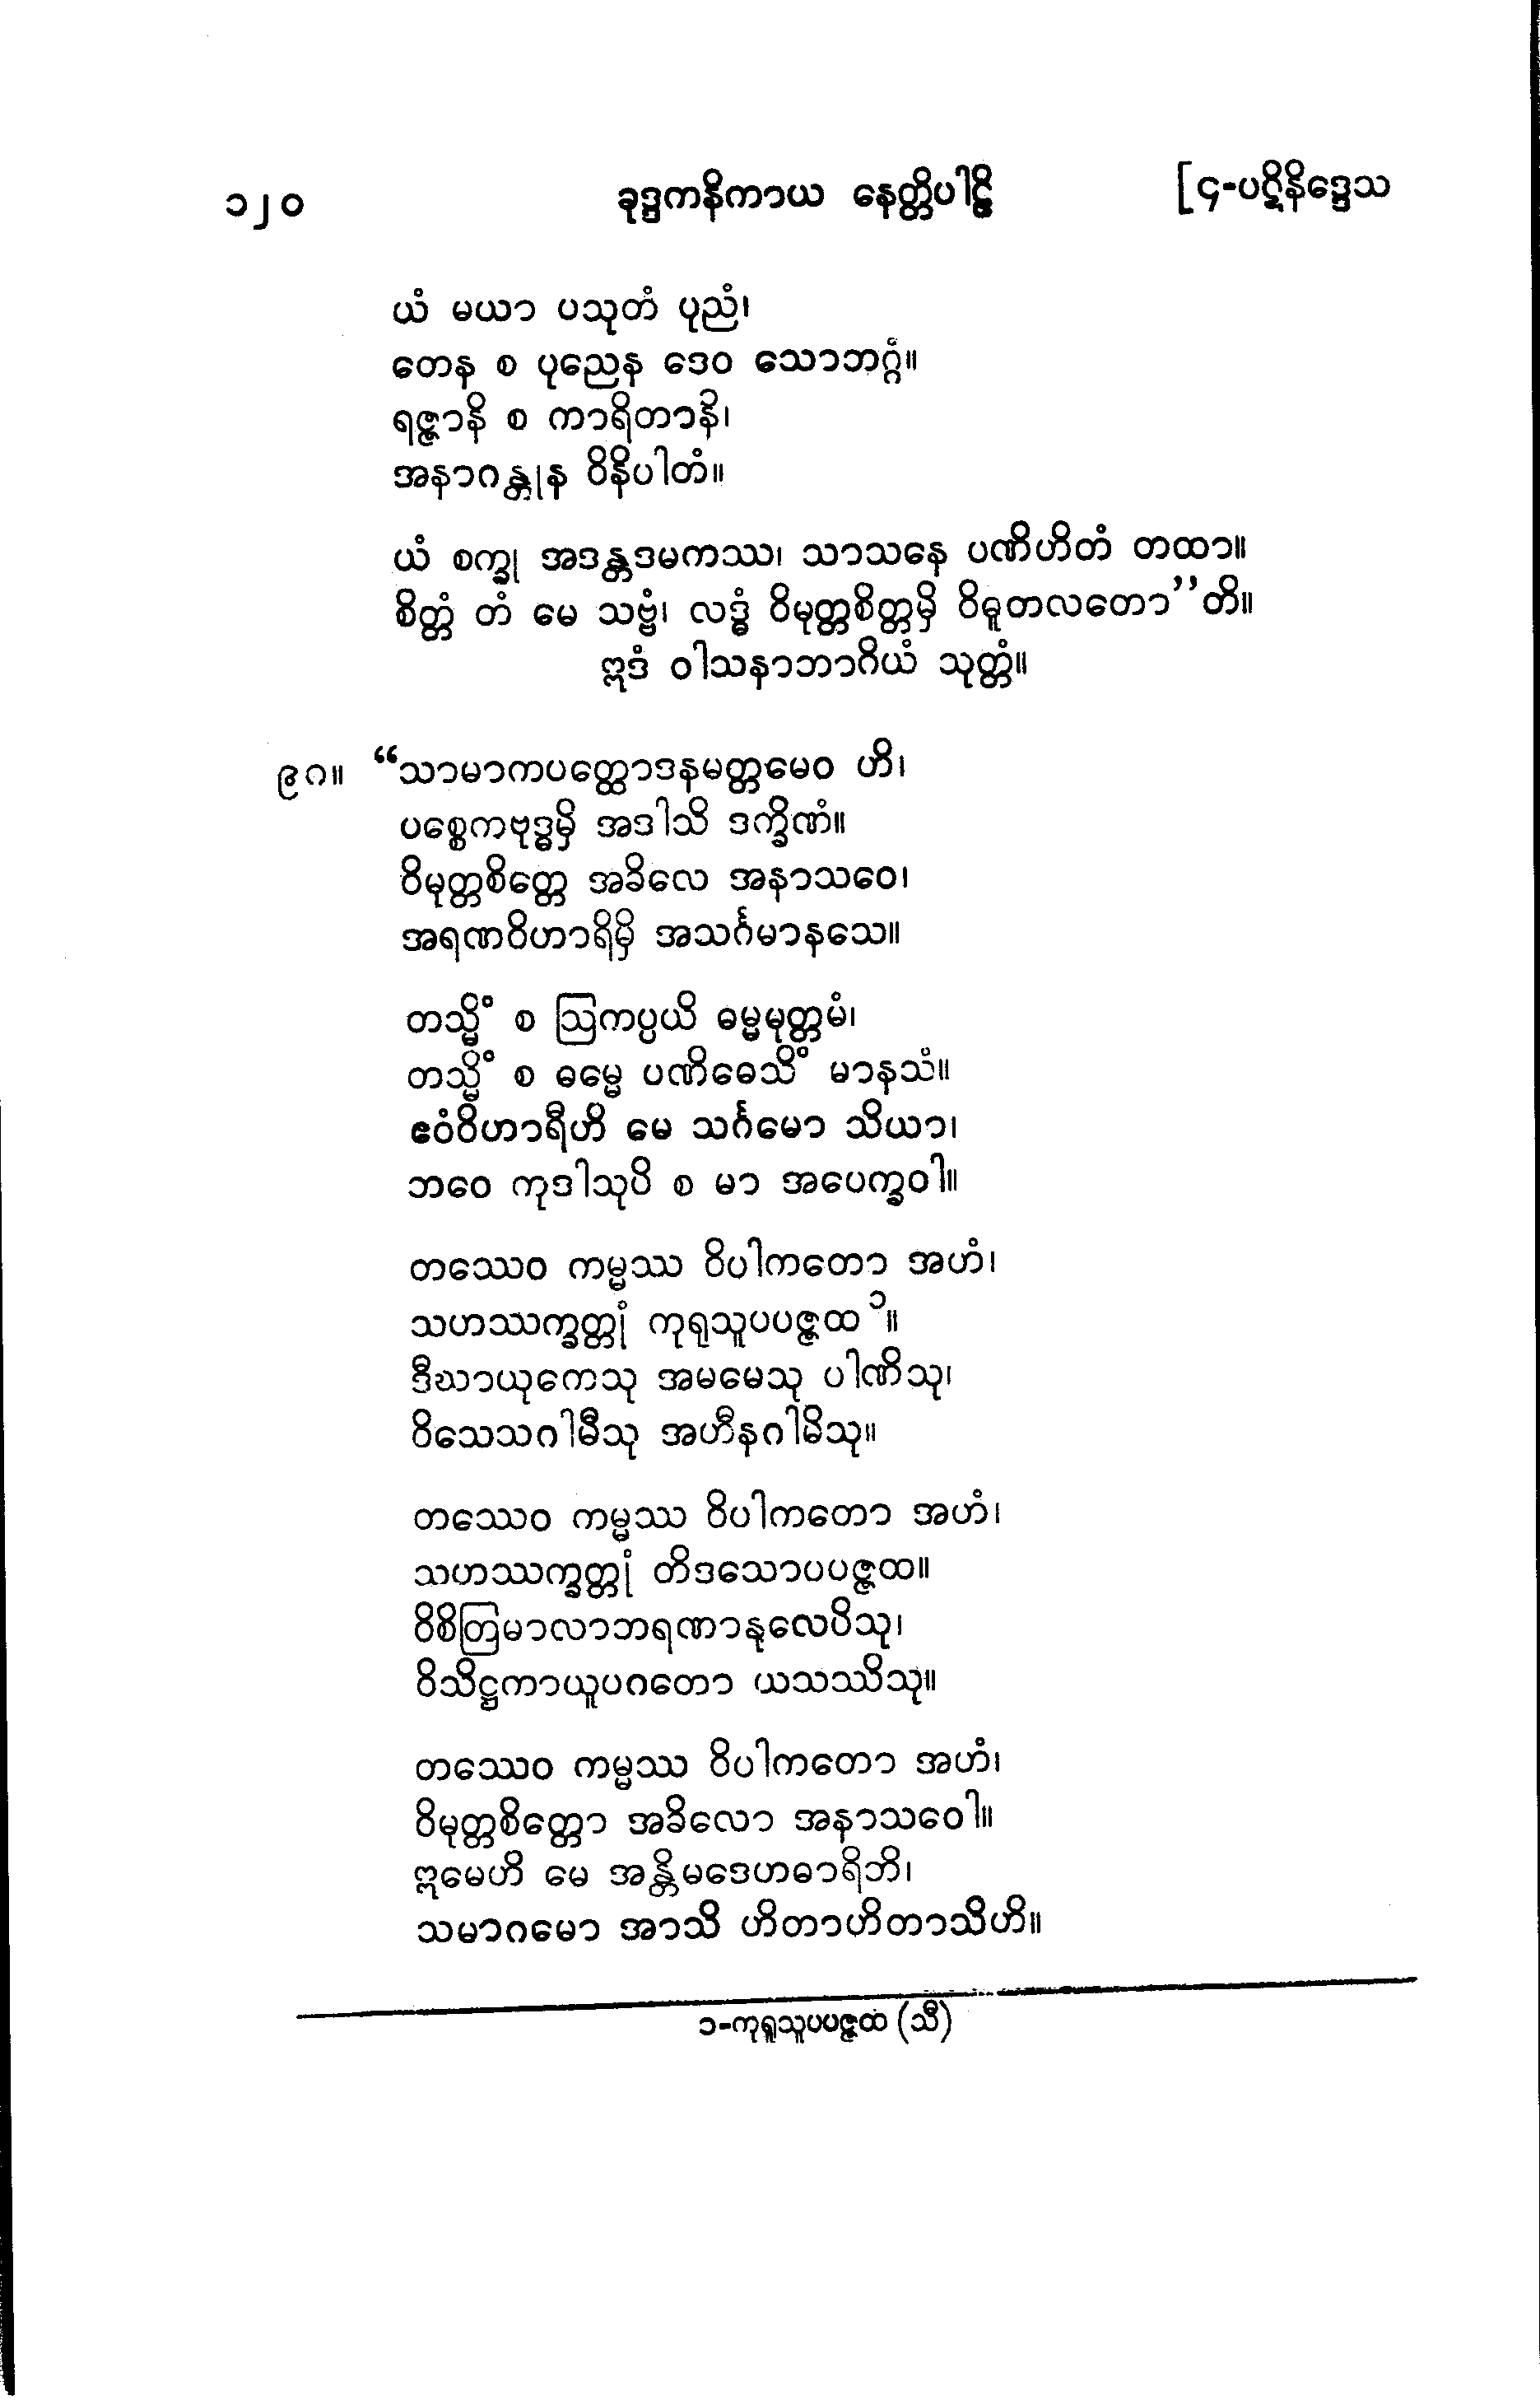 ၁၂၀ ခုဒ္ဒကနိကာယ နေတ္တိပါဠိ [၄-ပဋိနိဒ္ဒေသ
ယံ မယာ ပသုတံ ပုညံ၊
တေန စ ပုညေန ဒေဝ သောဘဂ္ဂံ။
ရဇ္ဇာနိ စ ကာရိတာနိ၊
အနာဂန္တုန ဝိနိပါတံ။
ယံ စက္ခု အဒန္တဒမကဿ၊ သာသနေ ပဏိဟိတံ တထာ။
စိတ္တံ တံ မေ သဗ္ဗံ၊ လဒ္ဓံ ဝိမုတ္တစိတ္တမှိ ဝိဓူတလတော”တိ။
ဣဒံ ဝါသနာဘာဂိယံ သုတ္တံ။
၉ဂ။ “သာမာကပတ္ထောဒနမတ္တမေဝ ဟိ၊
ပစ္စေကဗုဒ္ဓမှိ အဒါသိ ဒက္ခိဏံ။
ဝိမုတ္တစိတ္တေ အခိလေ အနာသဝေ၊
အရဏဝိဟာရိမှိ အသင်္ဂမာနသေ။
တသ္မိံ စ ဩကပ္ပယိ ဓမ္မမုတ္တမံ၊
တသ္မိံ စ ဓမ္မေ ပဏိဓေသိံ မာနသံ။
ဧဝံဝိဟာရီဟိ မေ သင်္ဂမော သိယာ၊
ဘဝေ ကုဒါသုပိ စ မာ အပေက္ခဝါ။
တဿေဝ ကမ္မဿ ဝိပါကတော အဟံ၊
သဟဿက္ခတ္တုံ ကုရုသူပပဇ္ဇထ ၁။
ဒီဃာယုကေသု အမမေသု ပါဏိသု၊
ဝိသေသဂါမီသု အဟီနဂါမိသု။
တဿေဝ ကမ္မဿ ဝိပါကတော အဟံ၊
သဟဿက္ခတ္တုံ တိဒသောပပဇ္ဇထ။
ဝိစိတြမာလာဘရဏာနုလေပိသု၊
ဝိသိဋ္ဌကာယူပဂတော ယသဿိသု။
တဿေဝ ကမ္မဿ ဝိပါကတော အဟံ၊
ဝိမုတ္တစိတ္တော အခိလော အနာသဝေါ။
ဣမေဟိ မေ အန္တိမဒေဟဓာရိဘိ၊
သမာဂမော အာသိ ဟိတာဟိတာသိဟိ။
၁-ကုရူသူပပဇ္ဇထ (သီ)